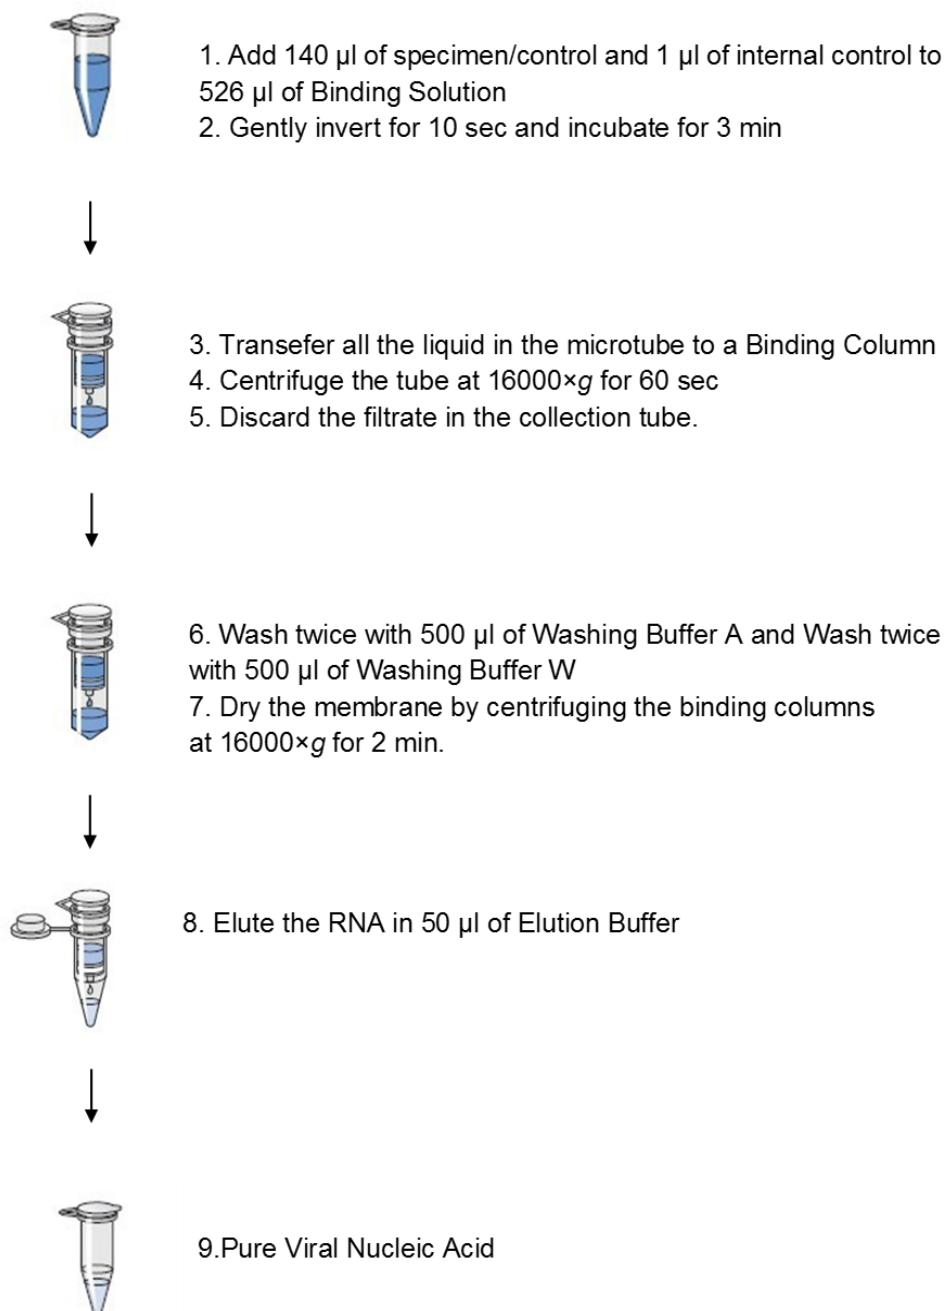 1. Add 140 µl of specimen/control and 1 µl of internal control to
526 µl of Binding Solution
2. Gently invert for 10 sec and incubate for 3 min
3. Transefer all the liquid in the microtube to a Binding Column
4. Centrifuge the tube at 16000×g for 60 sec
5. Discard the filtrate in the collection tube.
6. Wash twice with 500 µl of Washing Buffer A and Wash twice
with 500 µl of Washing Buffer W
7. Dry the membrane by centrifuging the binding columns
at 16000×g for 2 min.
8. Elute the RNA in 50 µl of Elution Buffer
9.Pure Viral Nucleic Acid